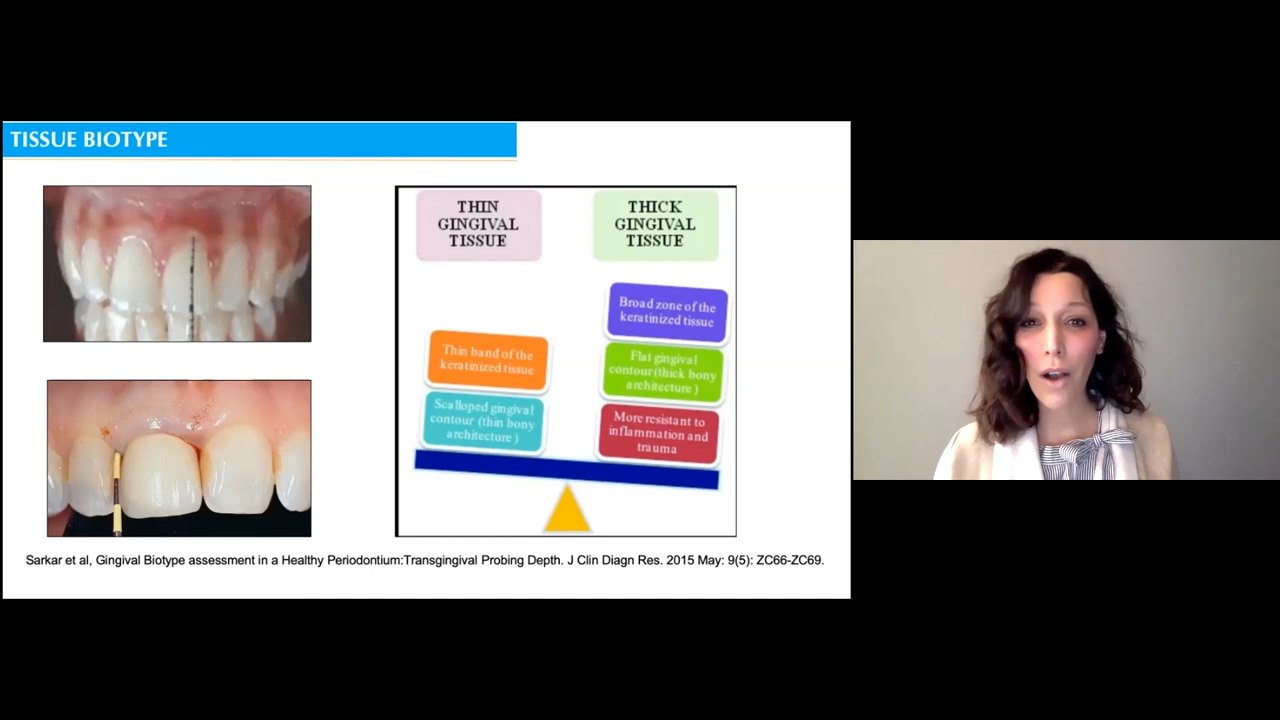 TISSUE BIOTYPE
THIN
GINGIVAL
TISSUE
THICK
GINGIVAL
TISSUE
Thin band of the
keratinized tissue
Scalloped gingival
contour (thin bony
architecture )
Broad zone of the
keratinized tissue
Flat gingival
contour(thick bony
architecture )
More resistant to
inflammation and
trauma
Sarkar et al, Gingival Biotype assessment in a Healthy Periodontium:Transgingival Probing Depth. J Clin Diagn Res. 2015 May: 9(5): ZC66-ZC69.